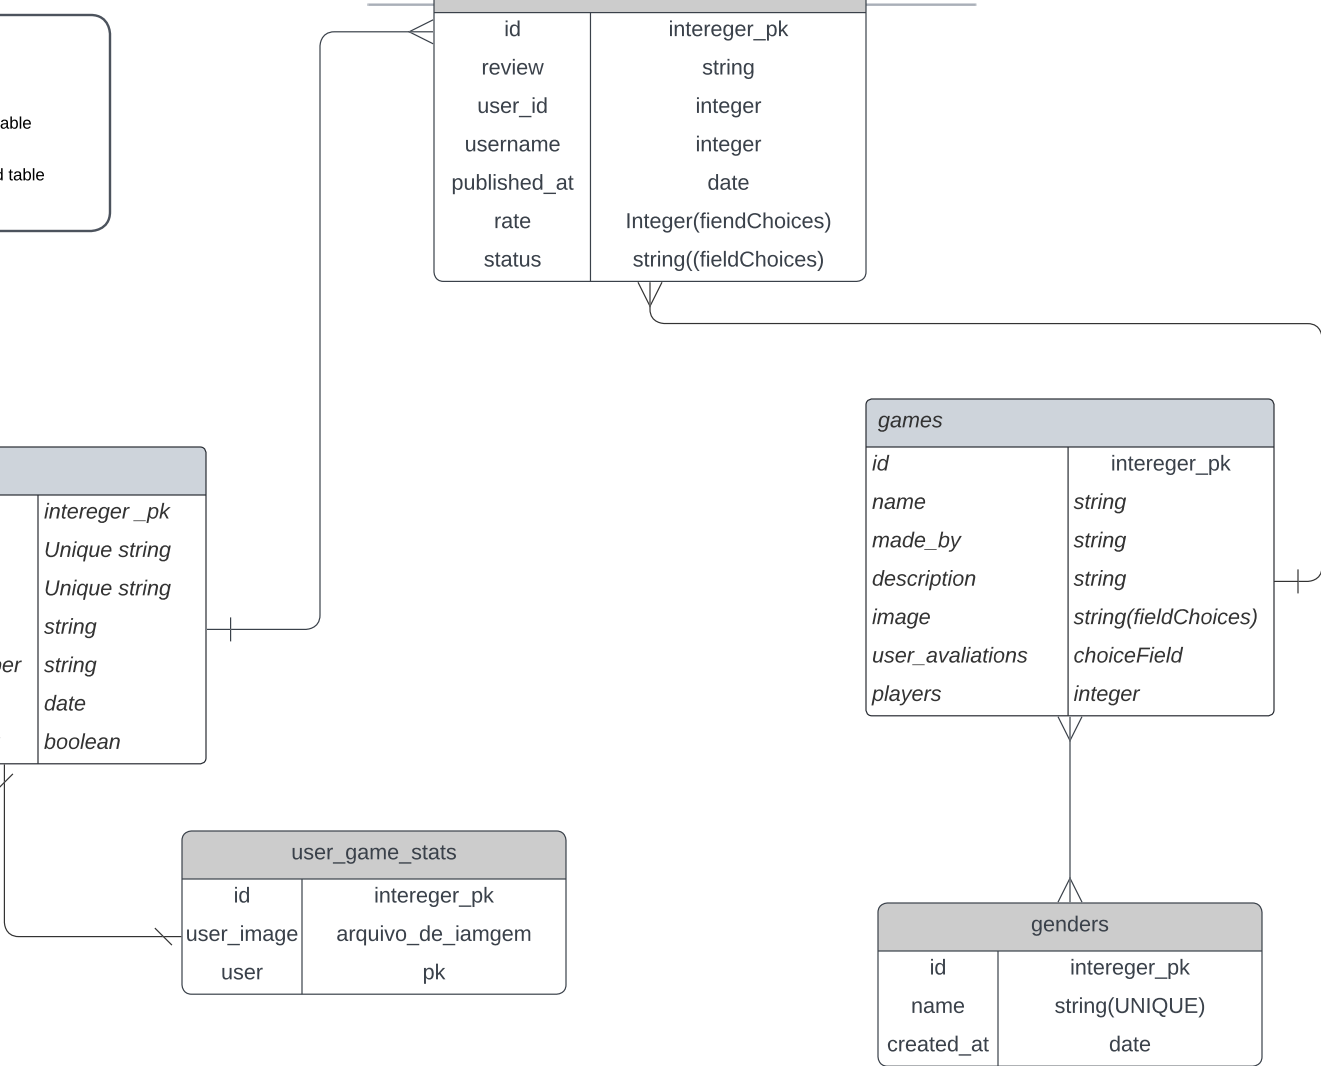 able
d table
id intereger_pk
review string
user_id integer
username integer
published_at date
rate Integer(fiendChoices)
status string((fieldChoices)
games
id intereger_pk
name string
made_by string
description string
image string(fieldChoices)
user_avaliations choiceField
players integer
intereger _pk
Unique string
Unique string
string
er string
date
boolean
user_game_stats
id intereger_pk
user_image arquivo_de_iamgem
user pk
genders
id intereger_pk
name string(UNIQUE)
created_at date